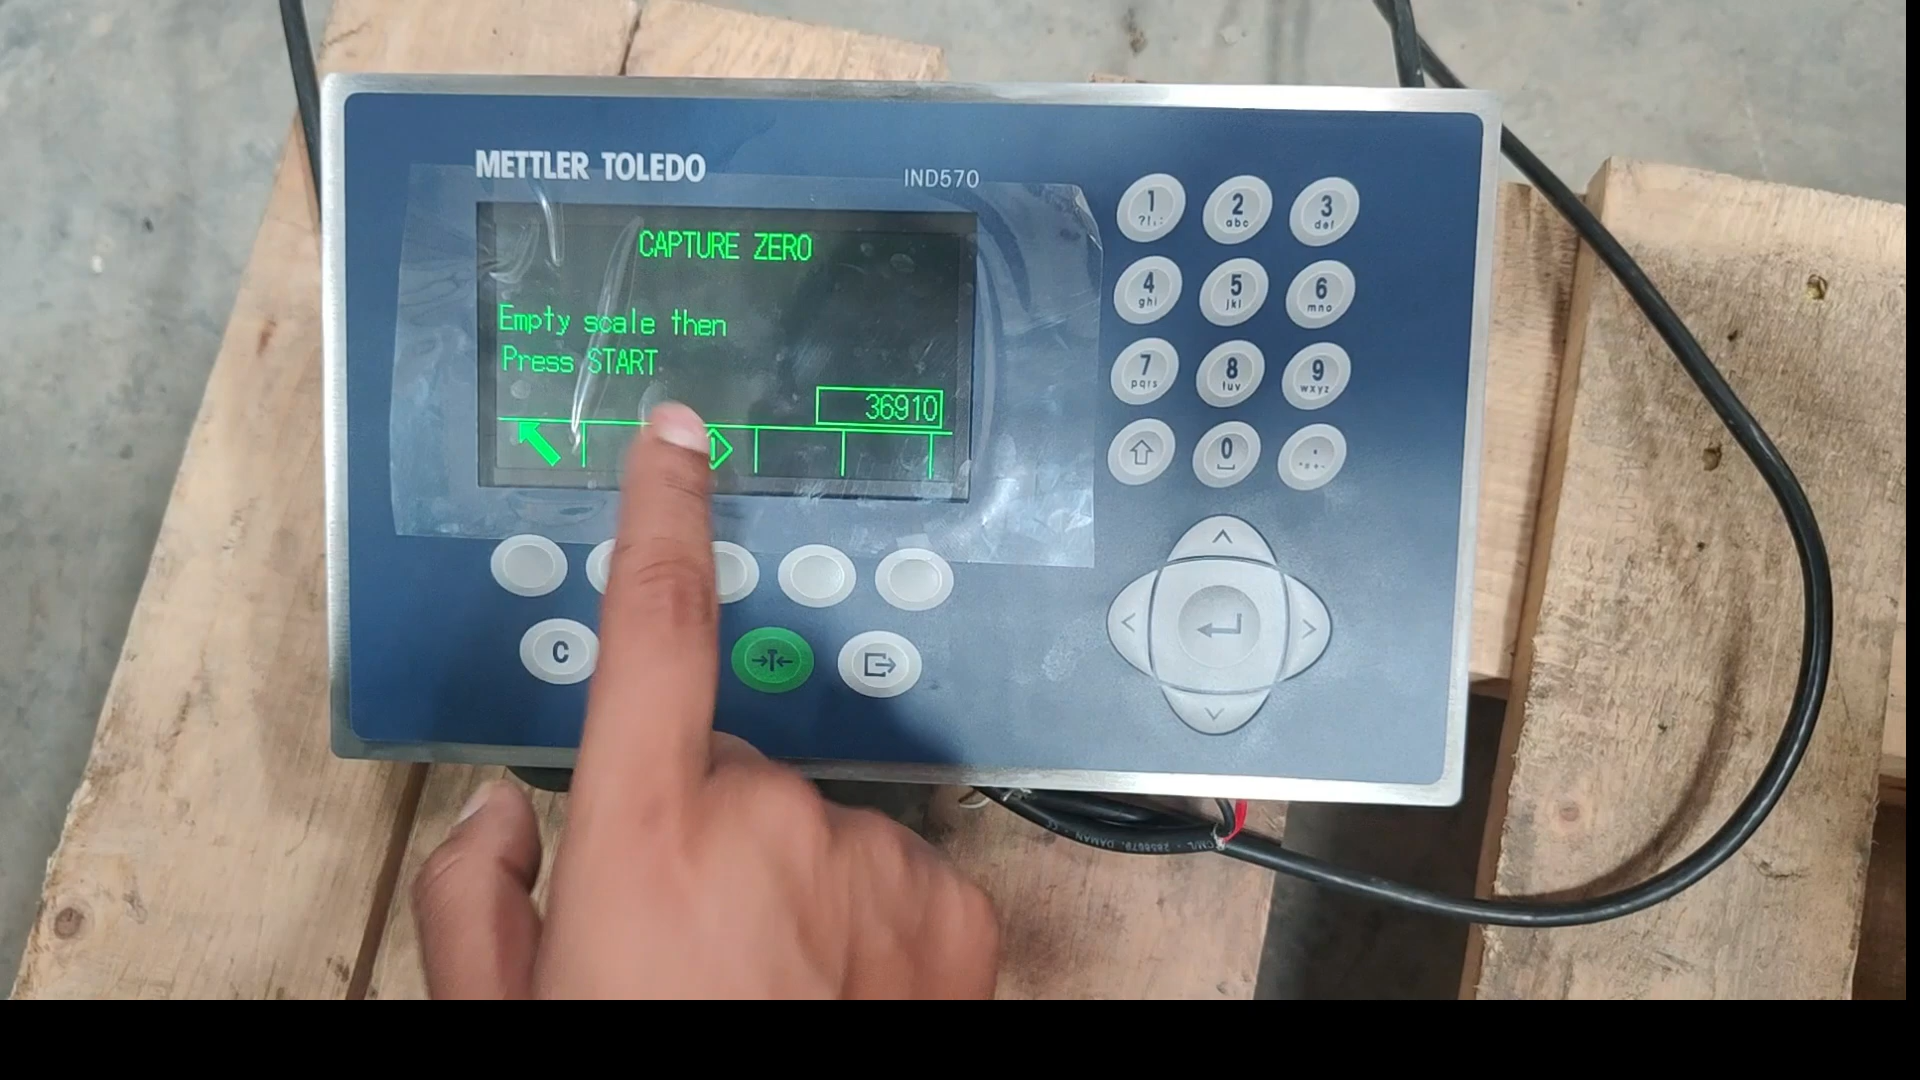 METTLER TOLEDO
IND570
CAPTURE ZERO
Empty scale then
Press START
36910
1 ?!,:
2 abc
3 def
4 ghi
5 jkl
6 mno
7 pqrs
8 tuv
9 wxyz
0
C
DAMAN